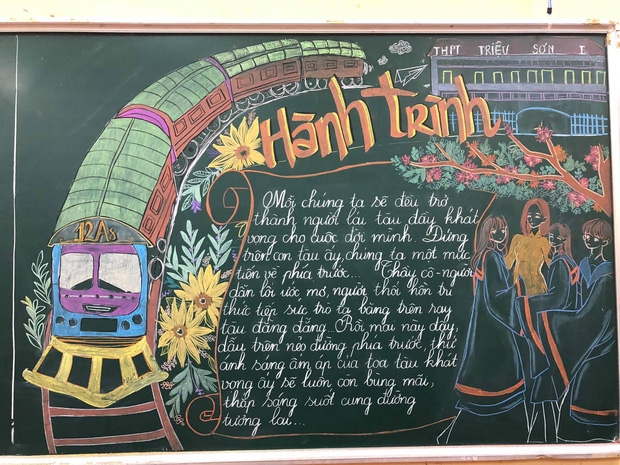 THPT TRIỆU SƠN I
Hành trình
12A8
Mỗi chúng ta sẽ đều trở
thành người lái tàu đầy khát
vọng cho cuộc đời mình. Đứng
trên con tàu ấy, chúng ta một mực
tiến về phía trước... Thầy cô - người
dẫn lối ước mơ, người thổi hồn tri
thức tiếp sức trò ta băng trên ray
tàu đằng đẵng... Rồi mai này đây,
dẫu trên nẻo đường phía trước, thứ
ánh sáng ấm áp của toa tàu khát
vọng ấy sẽ luôn còn bừng mãi,
thắp sáng suốt cung đường
tương lai...